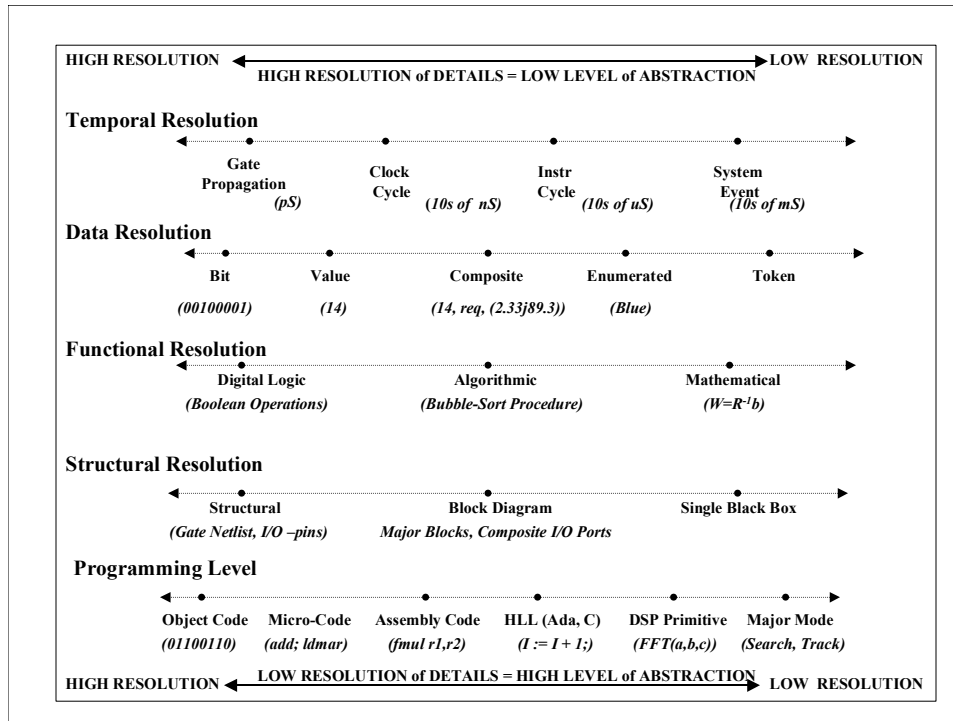 HIGH RESOLUTION LOW RESOLUTION
HIGH RESOLUTION of DETAILS = LOW LEVEL of ABSTRACTION
Temporal Resolution
Gate Propagation (pS)
Clock Cycle (10s of nS)
Instr Cycle (10s of uS)
System Event (10s of mS)
Data Resolution
Bit Value Composite Enumerated Token
(00100001) (14) (14, req, (2.33j89.3)) (Blue)
Functional Resolution
Digital Logic Algorithmic Mathematical
(Boolean Operations) (Bubble-Sort Procedure) (W=R⁻¹b)
Structural Resolution
Structural Block Diagram Single Black Box
(Gate Netlist, I/O –pins) Major Blocks, Composite I/O Ports
Programming Level
Object Code Micro-Code Assembly Code HLL (Ada, C) DSP Primitive Major Mode
(01100110) (add; ldmar) (fmul r1,r2) (I := I + 1;) (FFT(a,b,c)) (Search, Track)
LOW RESOLUTION of DETAILS = HIGH LEVEL of ABSTRACTION
HIGH RESOLUTION LOW RESOLUTION